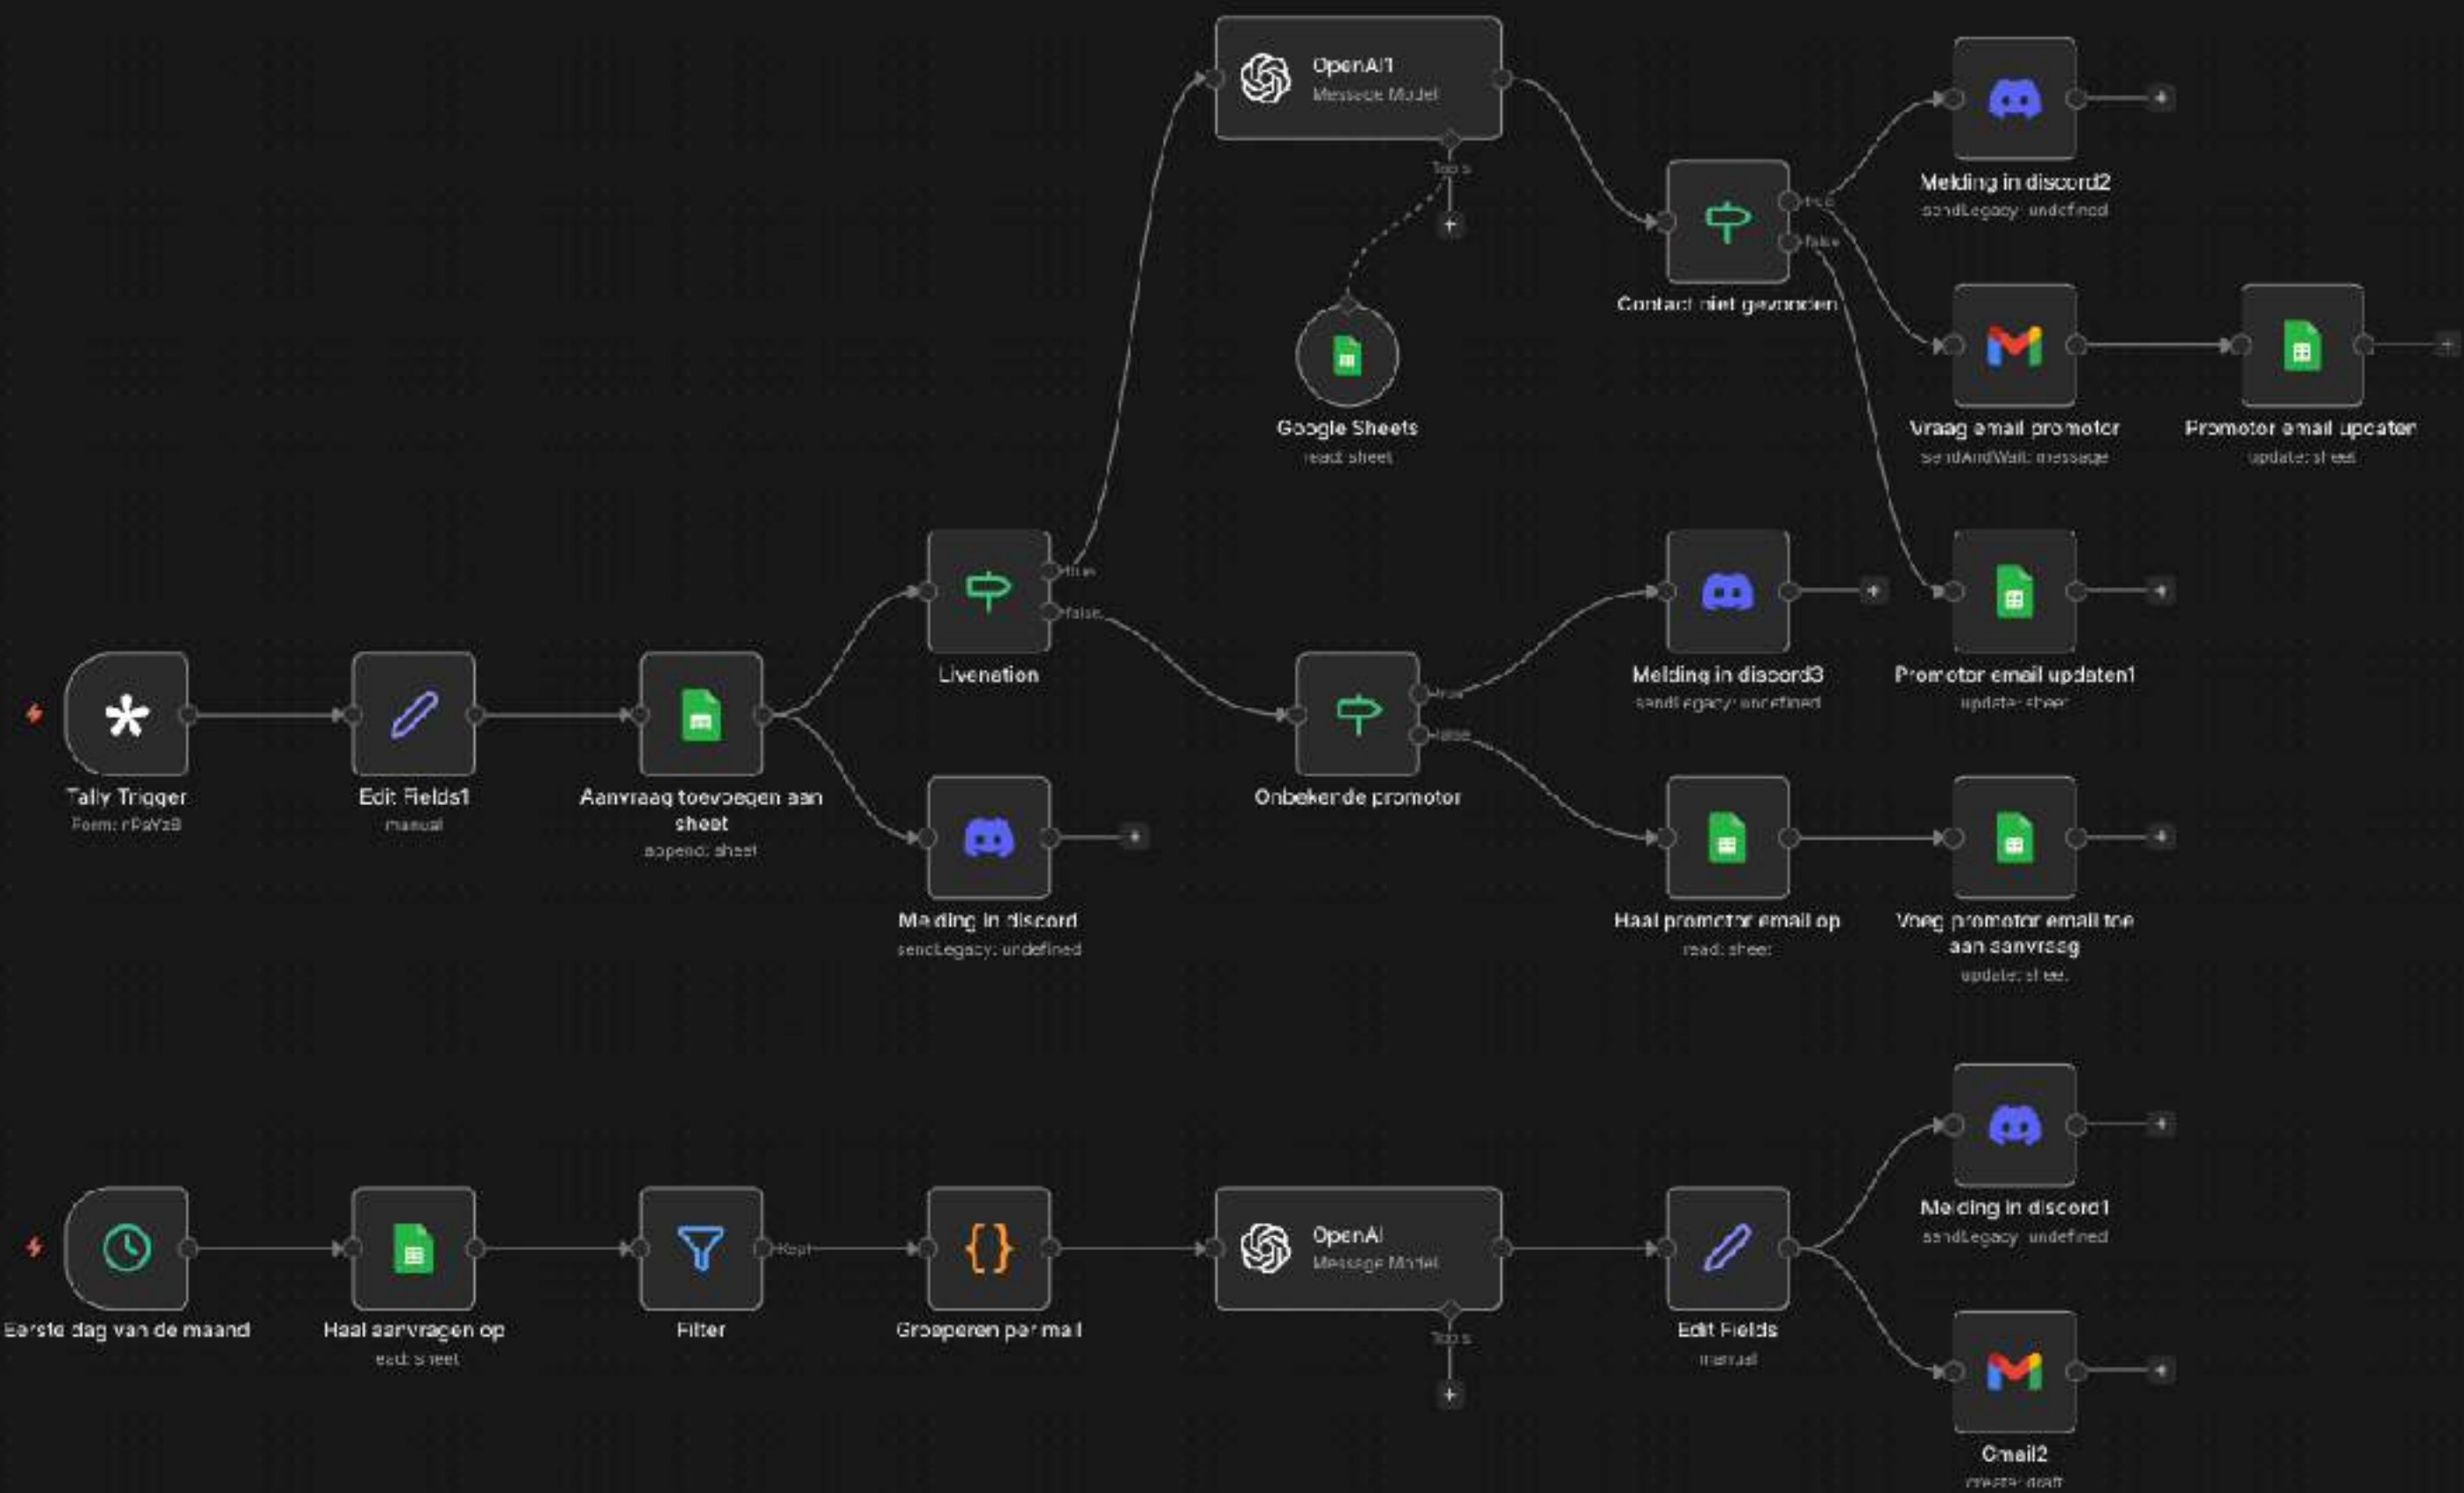 OpenAI1
Message Model
Tools
Melding in discord2
sendLegacy: undefined
true
false
Contact niet gevonden
Google Sheets
read: sheet
Vraag email promotor
sendAndWait: message
Promotor email updaten
update: sheet
true
false
Livenation
Melding in discord3
sendLegacy: undefined
Promotor email updaten1
update: sheet
true
false
Tally Trigger
Form:
Edit Fields1
manual
Aanvraag toevoegen aan
sheet
append: sheet
Onbekende promotor
Melding in discord
sendLegacy: undefined
Haal promotor email op
read: sheet
Voeg promotor email toe
aan aanvraag
update: sheet
Melding in discord1
sendLegacy: undefined
Kept
OpenAI
Message Model
Tools
Eerste dag van de maand
Haal aanvragen op
read: sheet
Filter
Groeperen per mail
Edit Fields
manual
Gmail2
create: draft